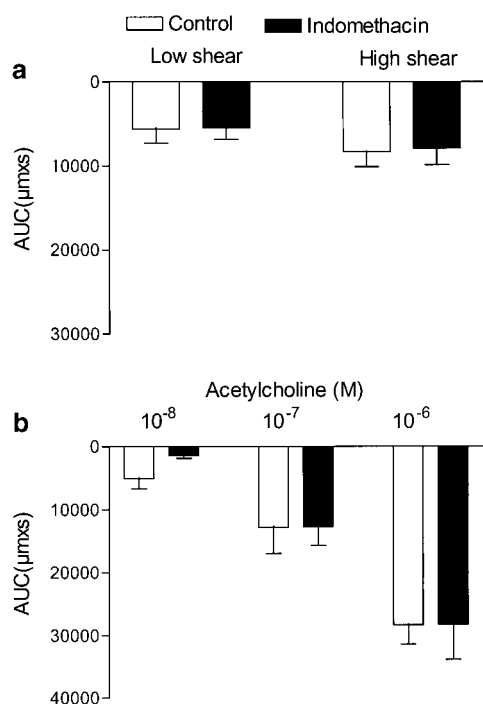 Control Indomethacin
a Low shear High shear
0
10000
20000
30000
AUC(µmxs)
Acetylcholine (M)
b 10⁻⁸ 10⁻⁷ 10⁻⁶
0
10000
20000
30000
40000
AUC(µmxs)